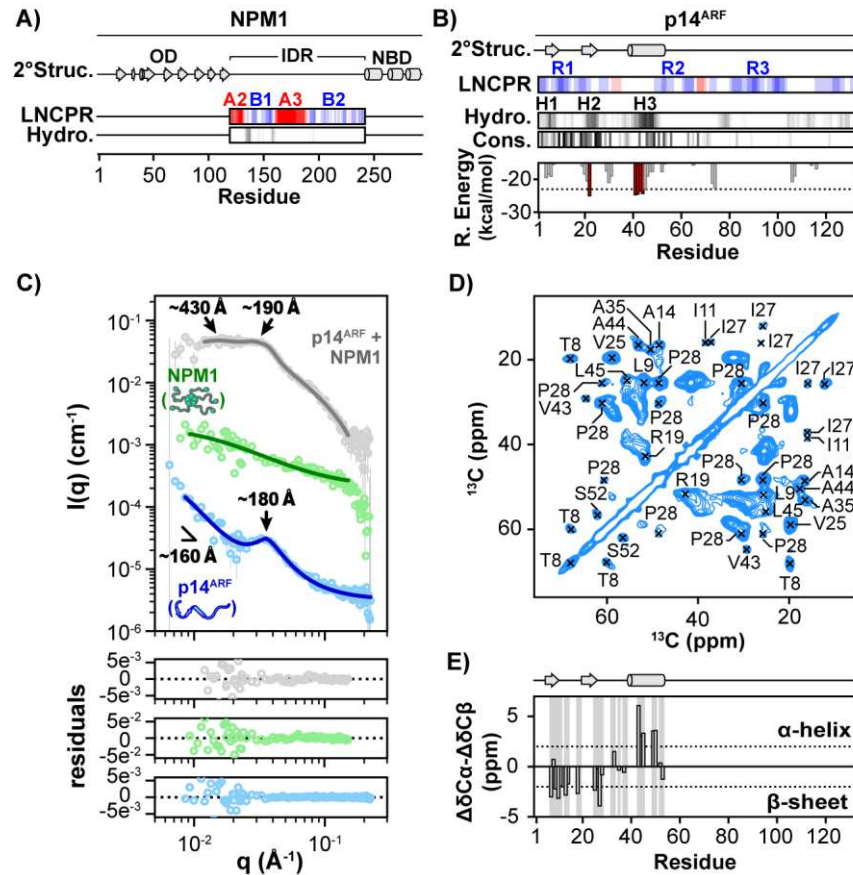 A)
NPM1
OD
IDR
NBD
2°Struc.
A2 B1 A3 B2
LNCPR
Hydro.
1 50 100 150 200 250
Residue
B)
p14ARF
2°Struc.
R1 R2 R3
LNCPR
H1 H2 H3
Hydro.
Cons.
R. Energy
(kcal/mol)
-20
-30
1 20 40 60 80 100 120
Residue
C)
~430 Å ~190 Å
p14ARF +
NPM1
NPM1
( )
~180 Å
~160 Å
p14ARF
( )
I(q) (cm-1)
10-1
10-2
10-3
10-4
10-5
10-6
residuals
5e-3
0
-5e-3
5e-2
0
-5e-2
5e-3
0
-5e-3
10-2 10-1
q (Å-1)
D)
A35
A44
V25
A14
I11
I27
I27
T8
L45
L9
P28
P28
I27
P28
V43
P28
R19
P28
I27
I11
P28
S52
R19
P28
P28
L9
L45
A14
A44
A35
V25
T8
T8
P28
V43
P28
S52
T8
20
40
60
13C (ppm)
60 40 20
13C (ppm)
E)
ΔδCα-ΔδCβ
(ppm)
5
0
-5
α-helix
β-sheet
1 20 40 60 80 100 120
Residue